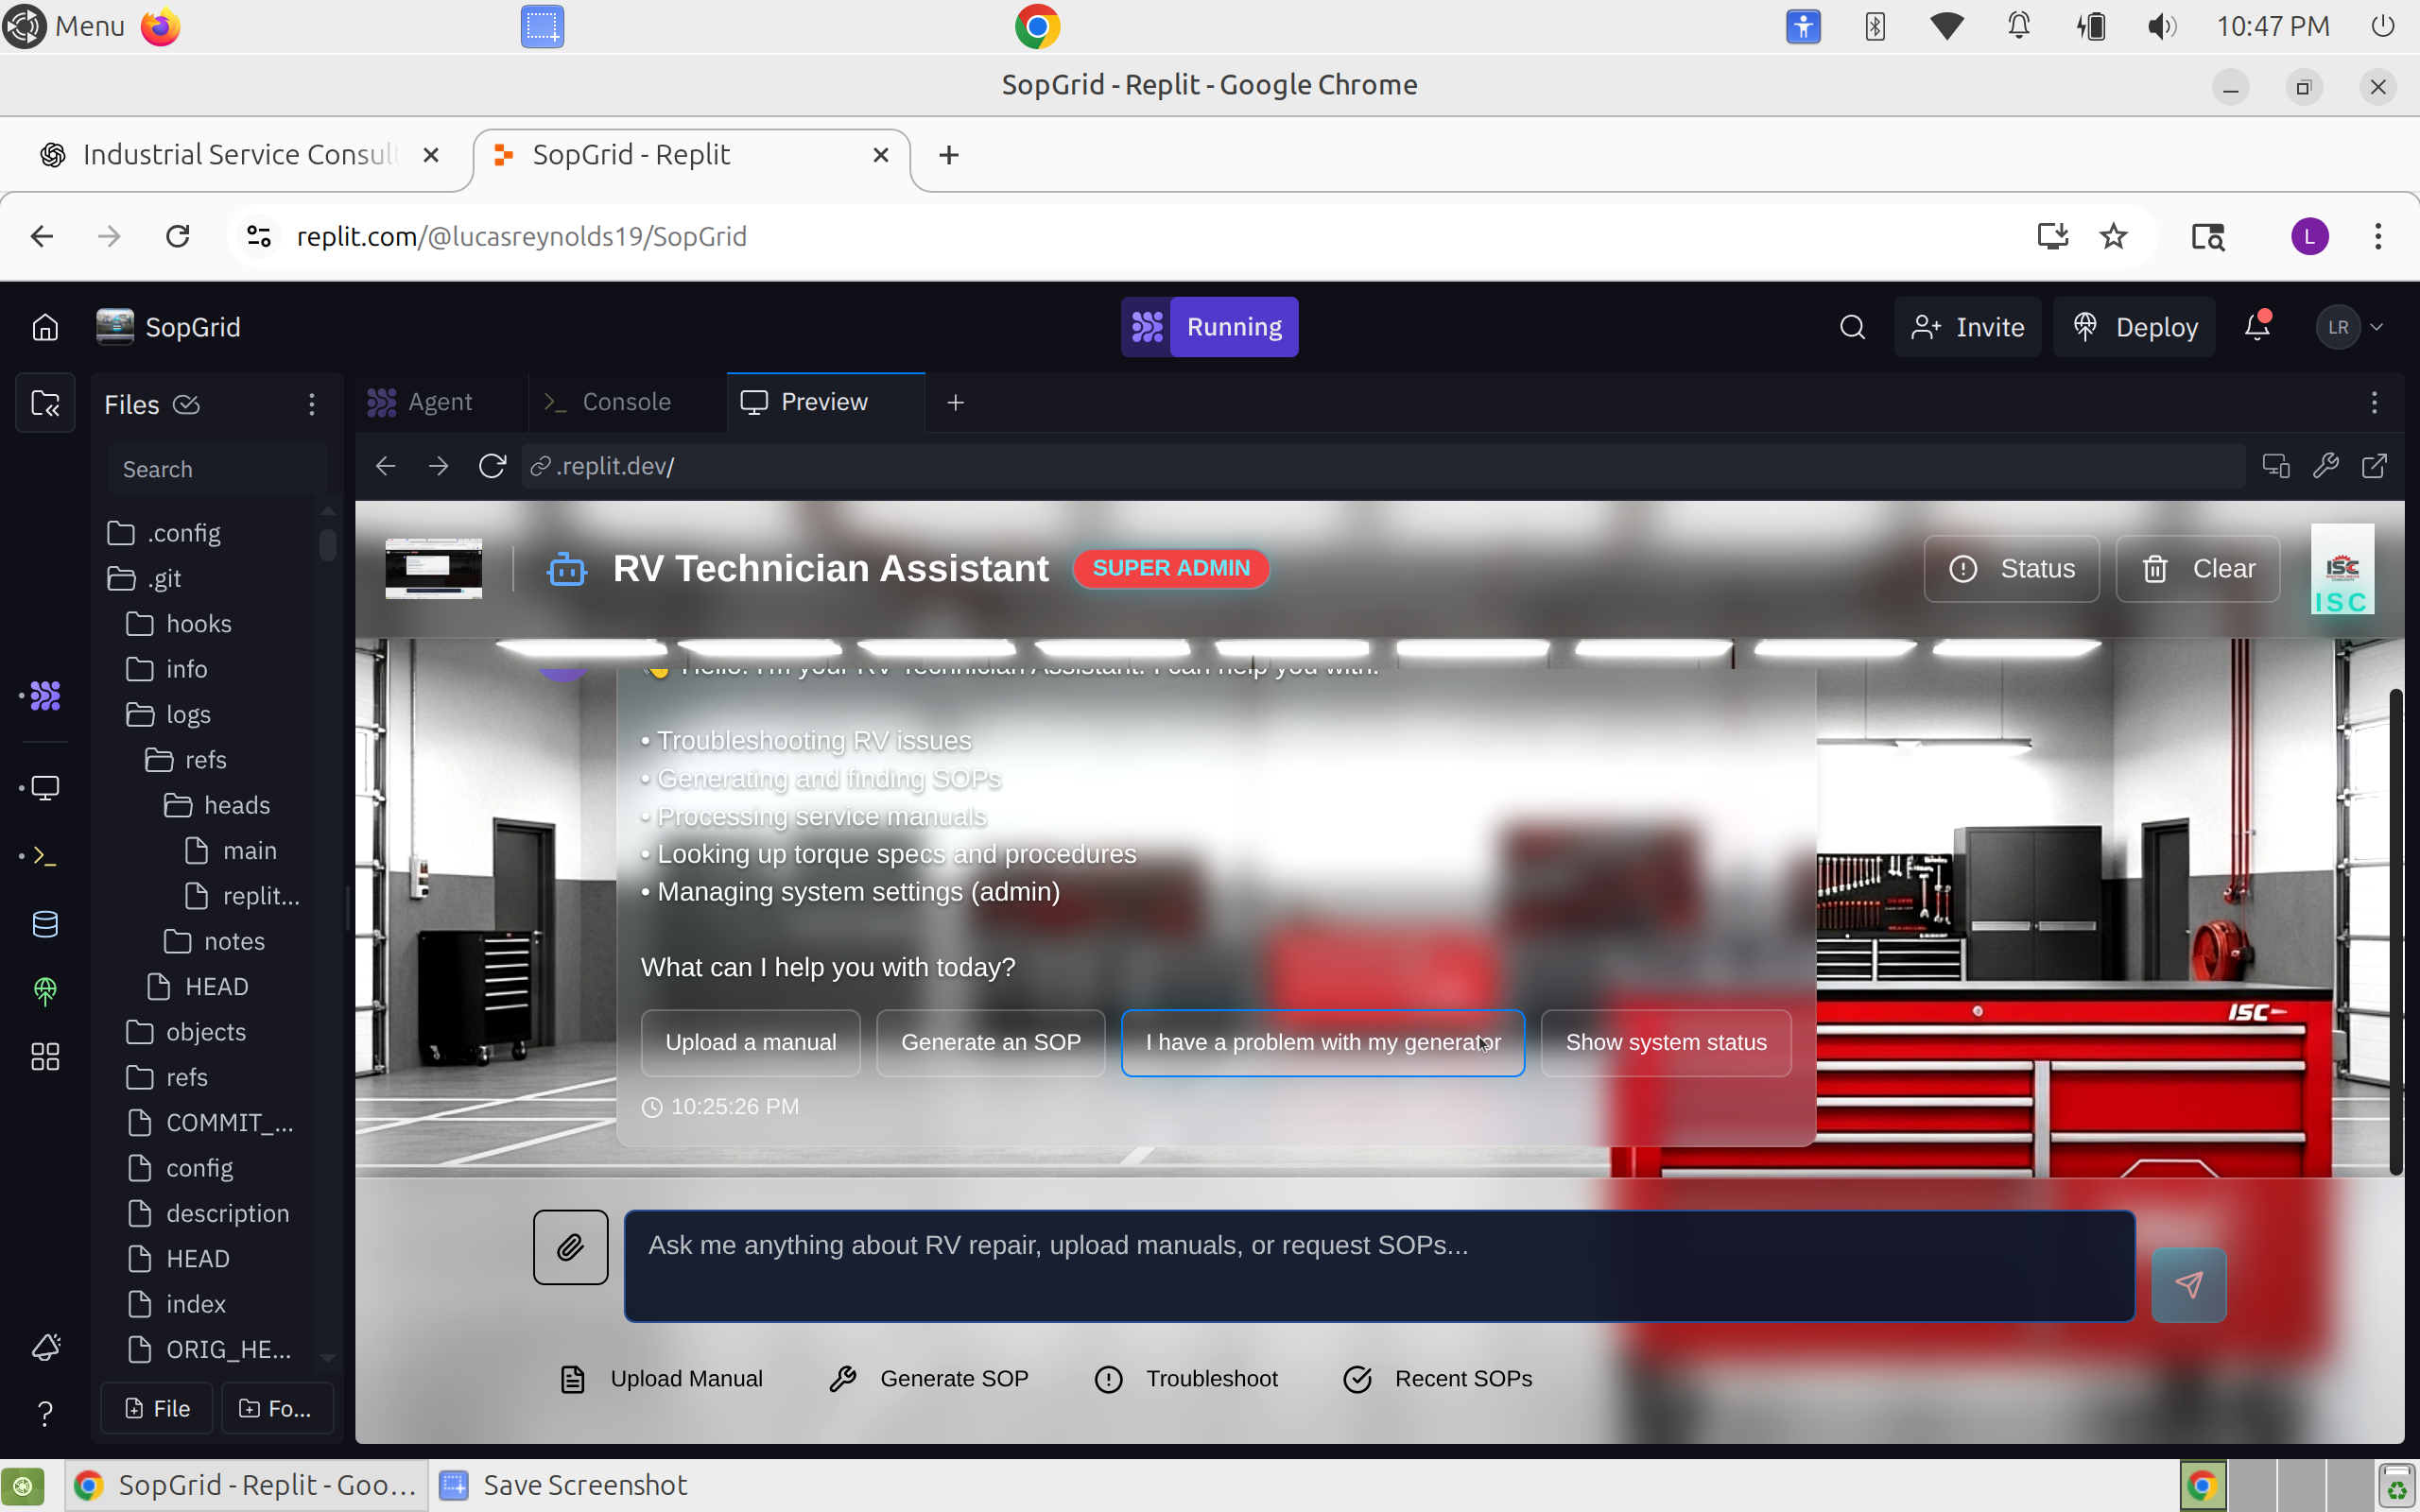 Menu
10:47 PM
SopGrid - Replit - Google Chrome
Industrial Service Consult
SopGrid - Replit
replit.com/@lucasreynolds19/SopGrid
L
SopGrid
Running
Invite
Deploy
LR
Files
Agent
Console
Preview
Search
.replit.dev/
.config
.git
hooks
info
logs
refs
heads
main
replit...
notes
HEAD
objects
refs
COMMIT_...
config
description
HEAD
index
ORIG_HE...
File
Fo...
RV Technician Assistant
SUPER ADMIN
Status
Clear
ISC
ISC
Hello! I'm your RV Technician Assistant. I can help you with:
• Troubleshooting RV issues
• Generating and finding SOPs
• Processing service manuals
• Looking up torque specs and procedures
• Managing system settings (admin)
What can I help you with today?
Upload a manual
Generate an SOP
I have a problem with my generator
Show system status
10:25:26 PM
ISC
Ask me anything about RV repair, upload manuals, or request SOPs...
Upload Manual
Generate SOP
Troubleshoot
Recent SOPs
SopGrid - Replit - Goo...
Save Screenshot